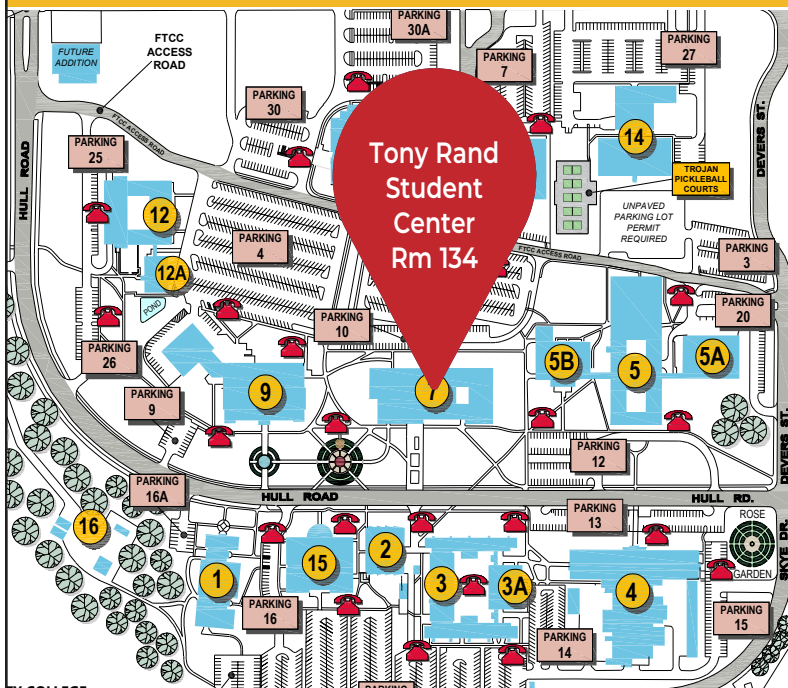 PARKING
30A
FUTURE
ADDITION
FTCC
ACCESS
ROAD
PARKING
7
PARKING
27
PARKING
30
FTCC ACCESS ROAD
HULL ROAD
PARKING
25
14
DEVERS ST.
Tony Rand
Student
Center
Rm 134
TROJAN
PICKLEBALL
COURTS
UNPAVED
PARKING LOT
PERMIT
REQUIRED
12
PARKING
4
FTCC ACCESS ROAD
PARKING
3
12A
POND
PARKING
20
PARKING
10
PARKING
26
5B
5
5A
9
7
PARKING
9
DEVERS ST.
PARKING
12
PARKING
16A
HULL ROAD
HULL RD.
PARKING
13
ROSE
GARDEN
SKYE DR.
16
15
2
1
3
3A
4
PARKING
16
PARKING
14
PARKING
15
PARKING
COLLEGE